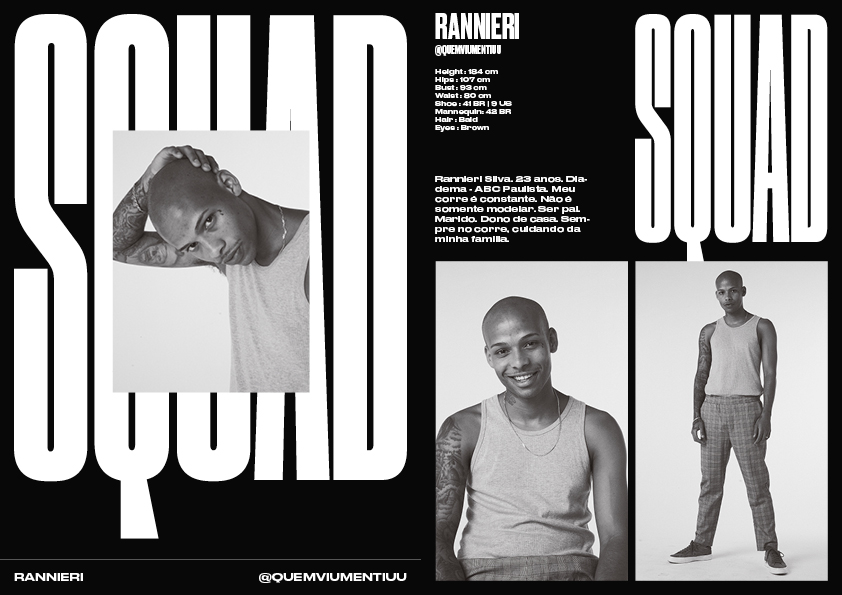 SQUAD
RANNIERI
@QUEMVIUMENTIUU
RANNIERI
@QUEMVIUMENTIUU
Height : 184 cm
Hips : 107 cm
Bust : 93 cm
Waist : 80 cm
Shoe : 41 BR | 9 US
Mannequin: 42 BR
Hair : Bald
Eyes : Brown
Rannieri Silva. 23 anos. Dia-
dema - ABC Paulista. Meu
corre é constante. Não é
somente modelar. Ser pai.
Marido. Dono de casa. Sem-
pre no corre, cuidando da
minha família.
SQUAD